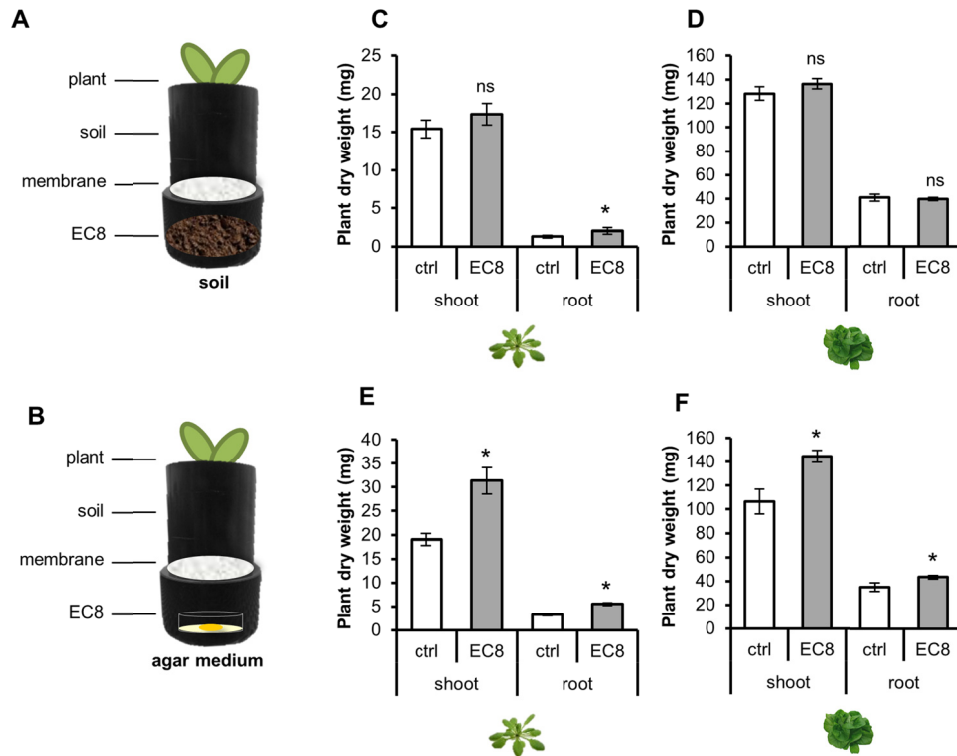 A
plant
soil
membrane
EC8
soil
C
Plant dry weight (mg)
25
20
15
10
5
0
ns
*
ctrl EC8 ctrl EC8
shoot root
D
Plant dry weight (mg)
160
140
120
100
80
60
40
20
0
ns
ns
ctrl EC8 ctrl EC8
shoot root
B
plant
soil
membrane
EC8
agar medium
E
Plant dry weight (mg)
40
35
30
25
20
15
10
5
0
*
*
ctrl EC8 ctrl EC8
shoot root
F
Plant dry weight (mg)
160
140
120
100
80
60
40
20
0
*
*
ctrl EC8 ctrl EC8
shoot root